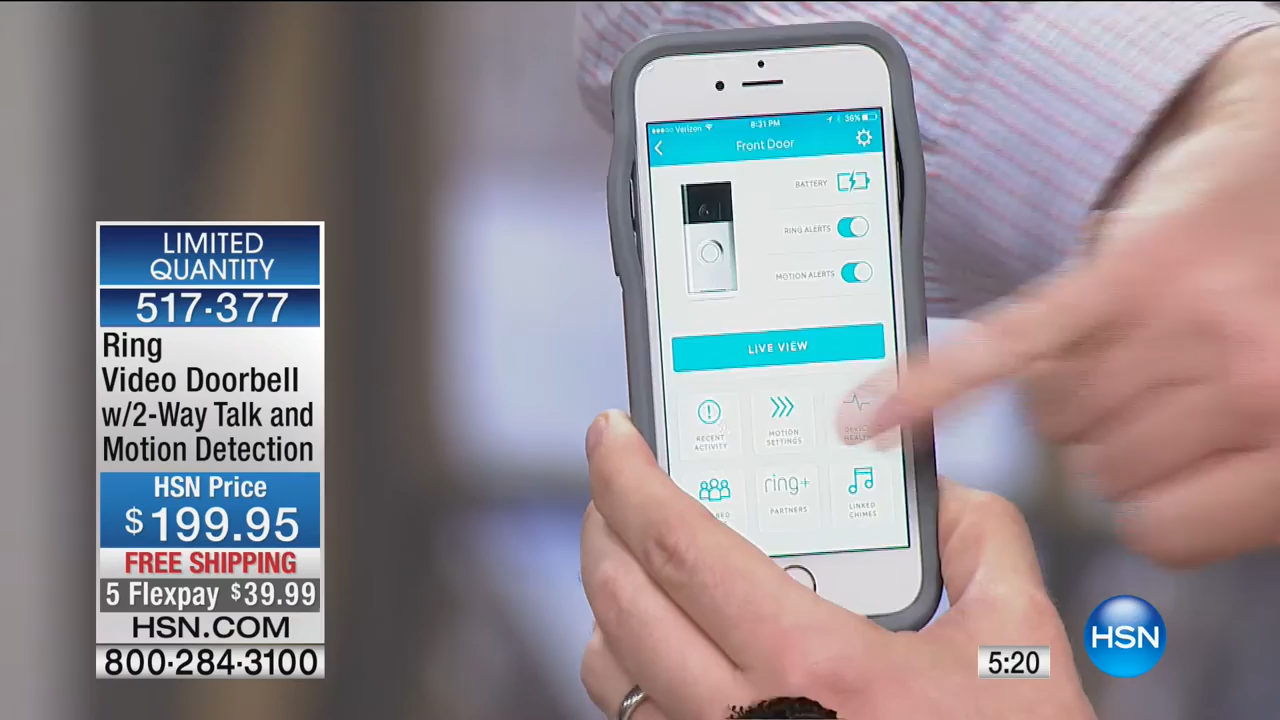 LIMITED
QUANTITY
517-377
Ring
Video Doorbell
w/2-Way Talk and
Motion Detection
HSN Price
$199.95
FREE SHIPPING
5 Flexpay $39.99
HSN.COM
800-284-3100
Verizon 8:31 PM 36%
Front Door
BATTERY
RING ALERTS
MOTION ALERTS
LIVE VIEW
RECENT
ACTIVITY
MOTION
SETTINGS
ring+
PARTNERS
LINKED
CHIMES
HSN
5:20